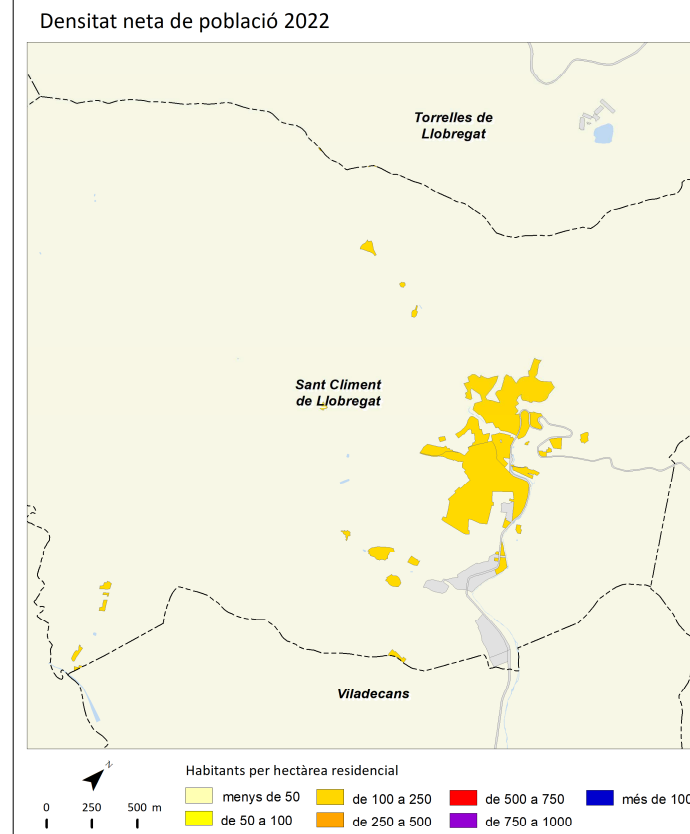 Densitat neta de població 2022
Torrelles de
Llobregat
Sant Climent
de Llobregat
Viladecans
N
Habitants per hectàrea residencial
menys de 50
de 100 a 250
de 500 a 750
més de 100
de 50 a 100
de 250 a 500
de 750 a 1000
0 250 500 m